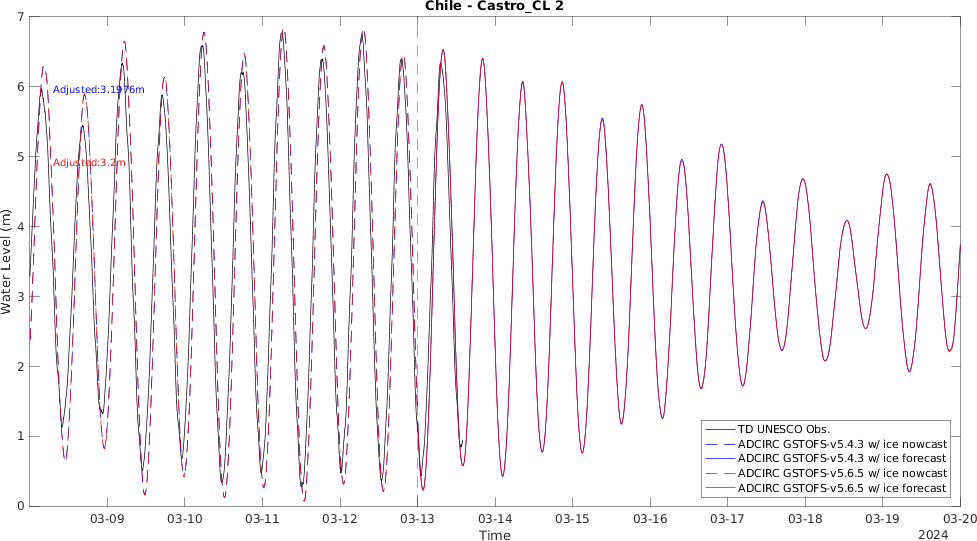 Chile - Castro_CL 2
7
6
5
4
3
2
1
0
Water Level (m)
Adjusted:3.1976m
Adjusted:3.2m
TD UNESCO Obs.
ADCIRC GSTOFS-v5.4.3 w/ ice nowcast
ADCIRC GSTOFS-v5.4.3 w/ ice forecast
ADCIRC GSTOFS-v5.6.5 w/ ice nowcast
ADCIRC GSTOFS-v5.6.5 w/ ice forecast
03-09 03-10 03-11 03-12 03-13 03-14 03-15 03-16 03-17 03-18 03-19 03-20
Time
2024